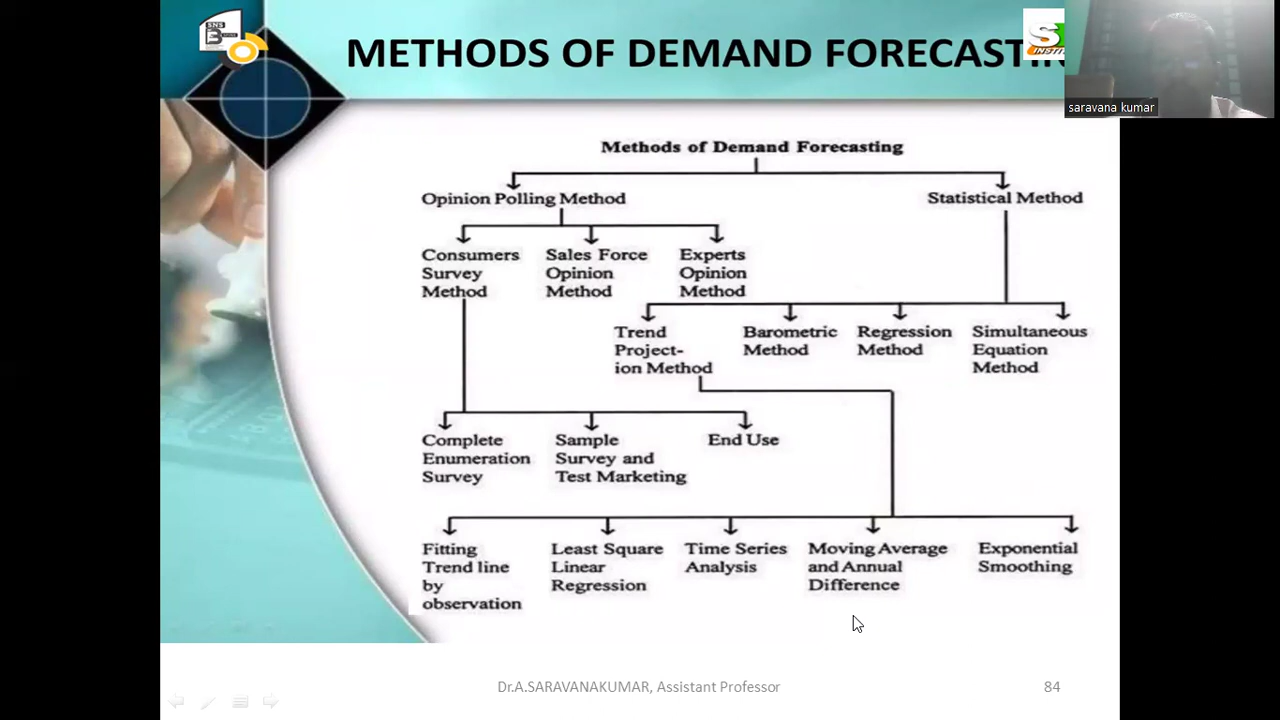 SNS
METHODS OF DEMAND FORECASTIN
INSTI
saravana kumar
Methods of Demand Forecasting
Opinion Polling Method
Statistical Method
Consumers
Survey
Method
Sales Force
Opinion
Method
Experts
Opinion
Method
Trend
Project-
ion Method
Barometric
Method
Regression
Method
Simultaneous
Equation
Method
Complete
Enumeration
Survey
Sample
Survey and
Test Marketing
End Use
Fitting
Trend line
by
observation
Least Square
Linear
Regression
Time Series
Analysis
Moving Average
and Annual
Difference
Exponential
Smoothing
Dr.A.SARAVANAKUMAR, Assistant Professor
84